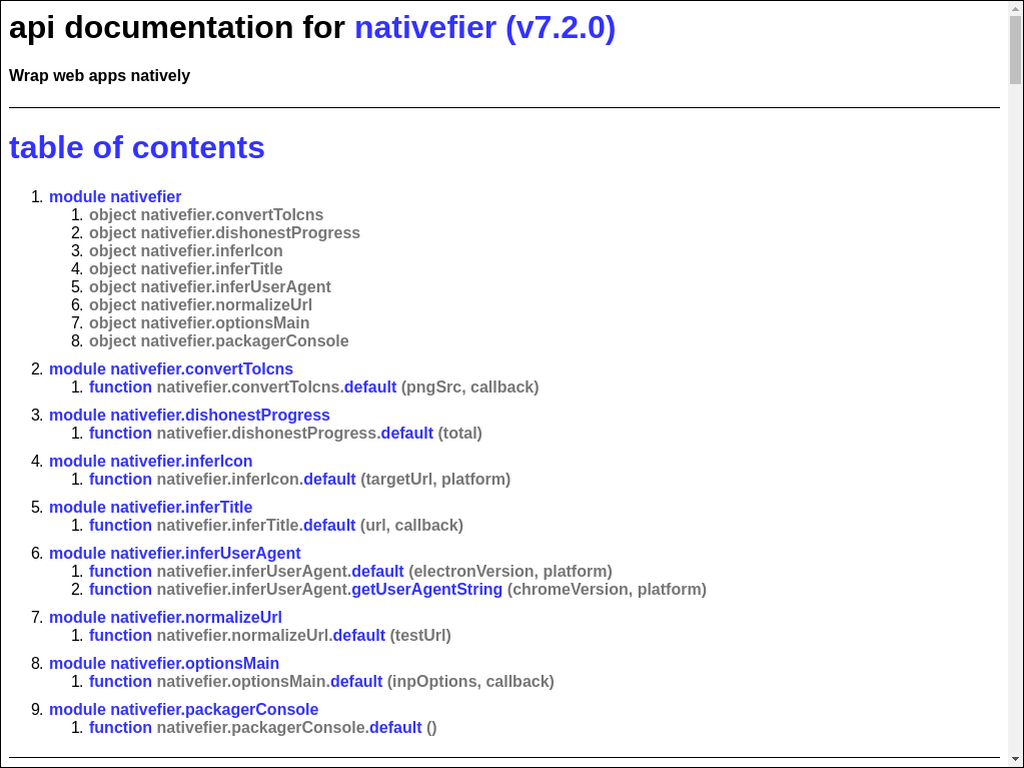 api documentation for nativefier (v7.2.0)
Wrap web apps natively
table of contents
1. module nativefier
1. object nativefier.convertToIcns
2. object nativefier.dishonestProgress
3. object nativefier.inferIcon
4. object nativefier.inferTitle
5. object nativefier.inferUserAgent
6. object nativefier.normalizeUrl
7. object nativefier.optionsMain
8. object nativefier.packagerConsole
2. module nativefier.convertToIcns
1. function nativefier.convertToIcns.default (pngSrc, callback)
3. module nativefier.dishonestProgress
1. function nativefier.dishonestProgress.default (total)
4. module nativefier.inferIcon
1. function nativefier.inferIcon.default (targetUrl, platform)
5. module nativefier.inferTitle
1. function nativefier.inferTitle.default (url, callback)
6. module nativefier.inferUserAgent
1. function nativefier.inferUserAgent.default (electronVersion, platform)
2. function nativefier.inferUserAgent.getUserAgentString (chromeVersion, platform)
7. module nativefier.normalizeUrl
1. function nativefier.normalizeUrl.default (testUrl)
8. module nativefier.optionsMain
1. function nativefier.optionsMain.default (inpOptions, callback)
9. module nativefier.packagerConsole
1. function nativefier.packagerConsole.default ()